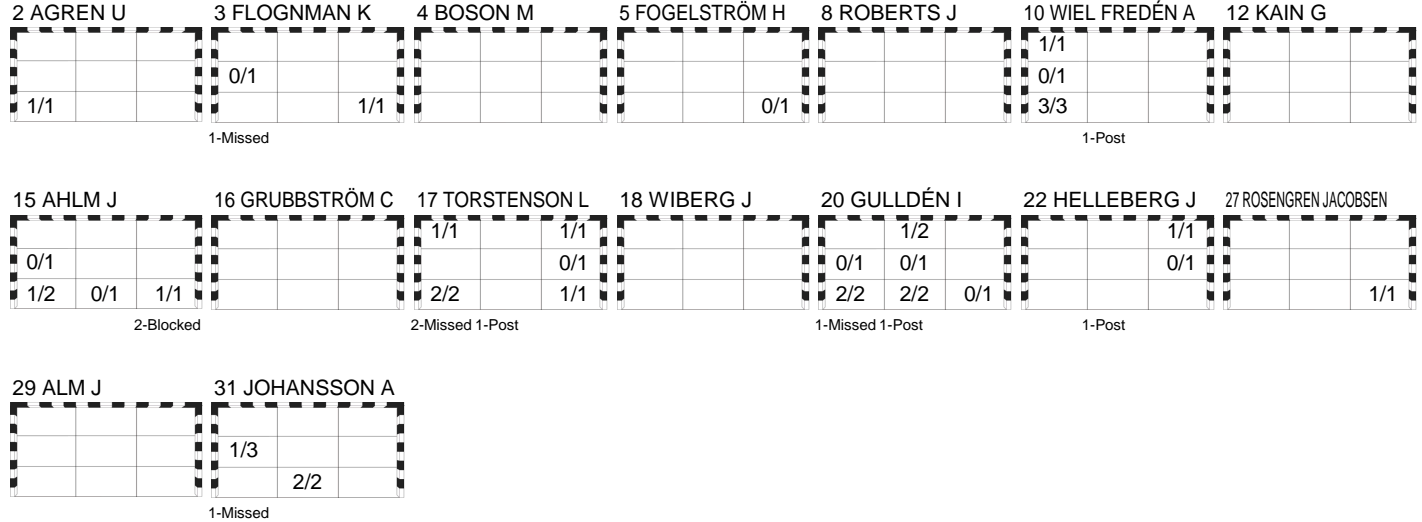 2 AGREN U 3 FLOGNMAN K 4 BOSON M 5 FOGELSTRÖM H 8 ROBERTS J 10 WIEL FREDÉN A 12 KAIN G
1/1
0/1 0/1
1/1 1/1 0/1 3/3
1-Missed 1-Post
15 AHLM J 16 GRUBBSTRÖM C 17 TORSTENSON L 18 WIBERG J 20 GULLDÉN I 22 HELLEBERG J 27 ROSENGREN JACOBSEN
1/1 1/1 1/2 1/1
0/1 0/1 0/1 0/1 0/1
1/2 0/1 1/1 2/2 1/1 2/2 2/2 0/1 1/1
2-Blocked 2-Missed 1-Post 1-Missed 1-Post 1-Post
29 ALM J 31 JOHANSSON A
1/3
2/2
1-Missed